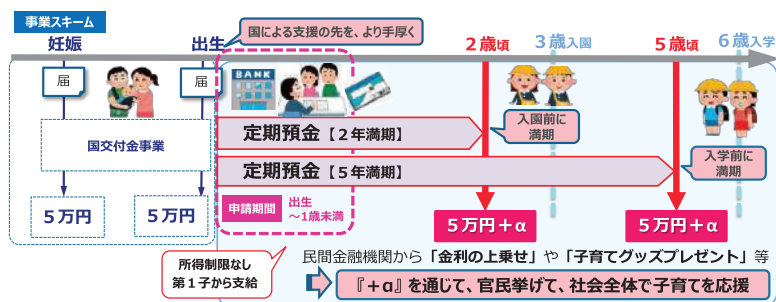 事業スキーム
国による支援の先を、より手厚く
妊娠
出生
2歳頃
3歳入園
5歳頃
6歳入学
届
届
BANK
入園前に
満期
定期預金【2年満期】
国交付金事業
定期預金【5年満期】
入学前に
満期
申請期間
出生
~1歳未満
5万円
5万円
5万円+α
5万円+α
所得制限なし
第1子から支給
民間金融機関から「金利の上乗せ」や「子育てグッズプレゼント」等
『+α』を通じて、官民挙げて、社会全体で子育てを応援